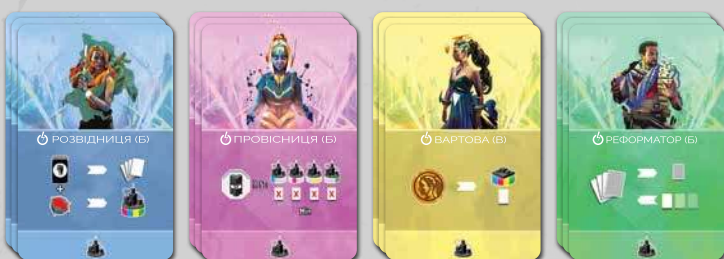 РОЗВІДНИЦЯ (Б)
ПРОВІСНИЦЯ (Б)
ВАРТОВА (В)
РЕФОРМАТОР (Б)
+
X X X X